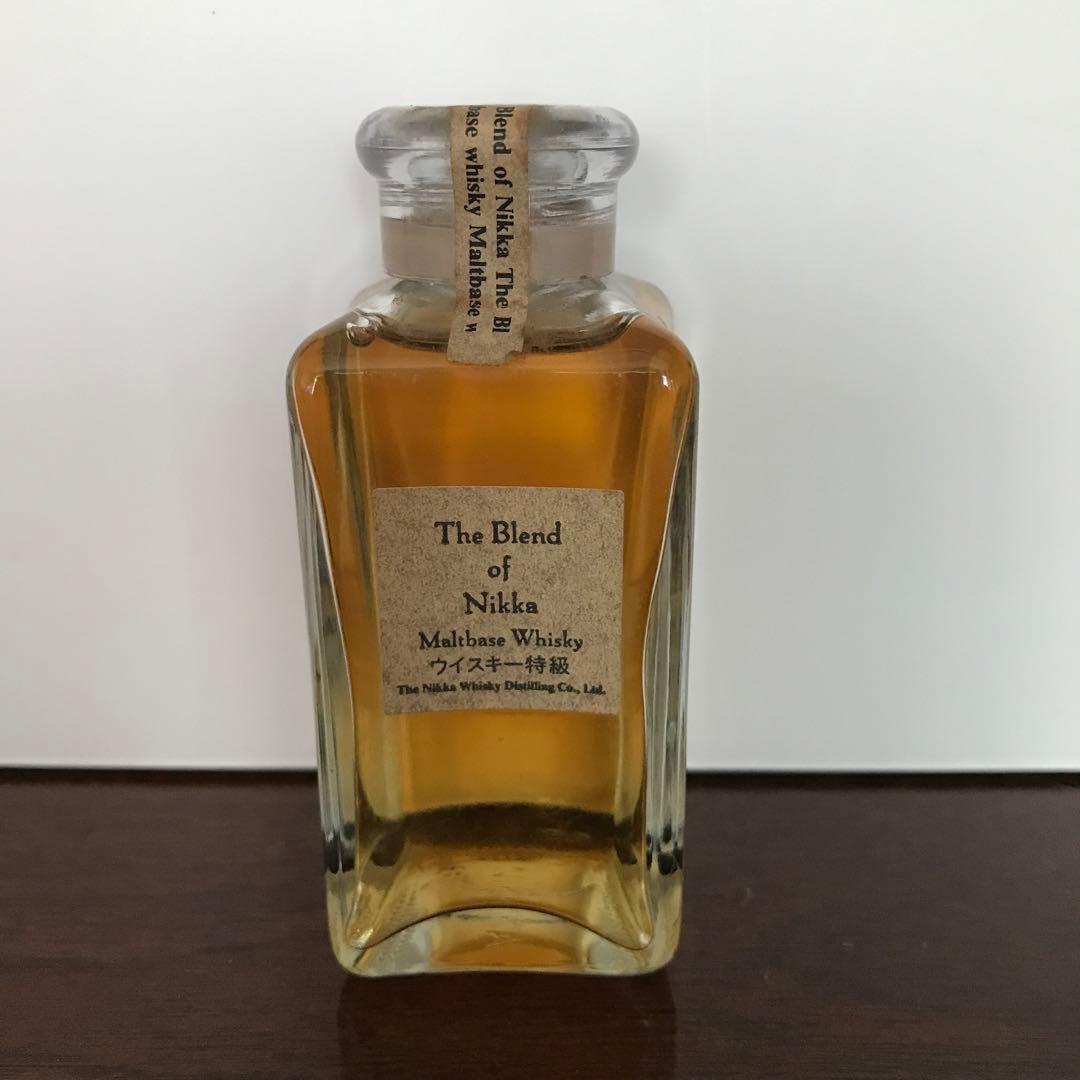 Blend of Nikka The Bl
base whisky Maltbase w
The Blend
of
Nikka
Maltbase Whisky
ウイスキー特級
The Nikka Whisky Distilling Co., Ltd.